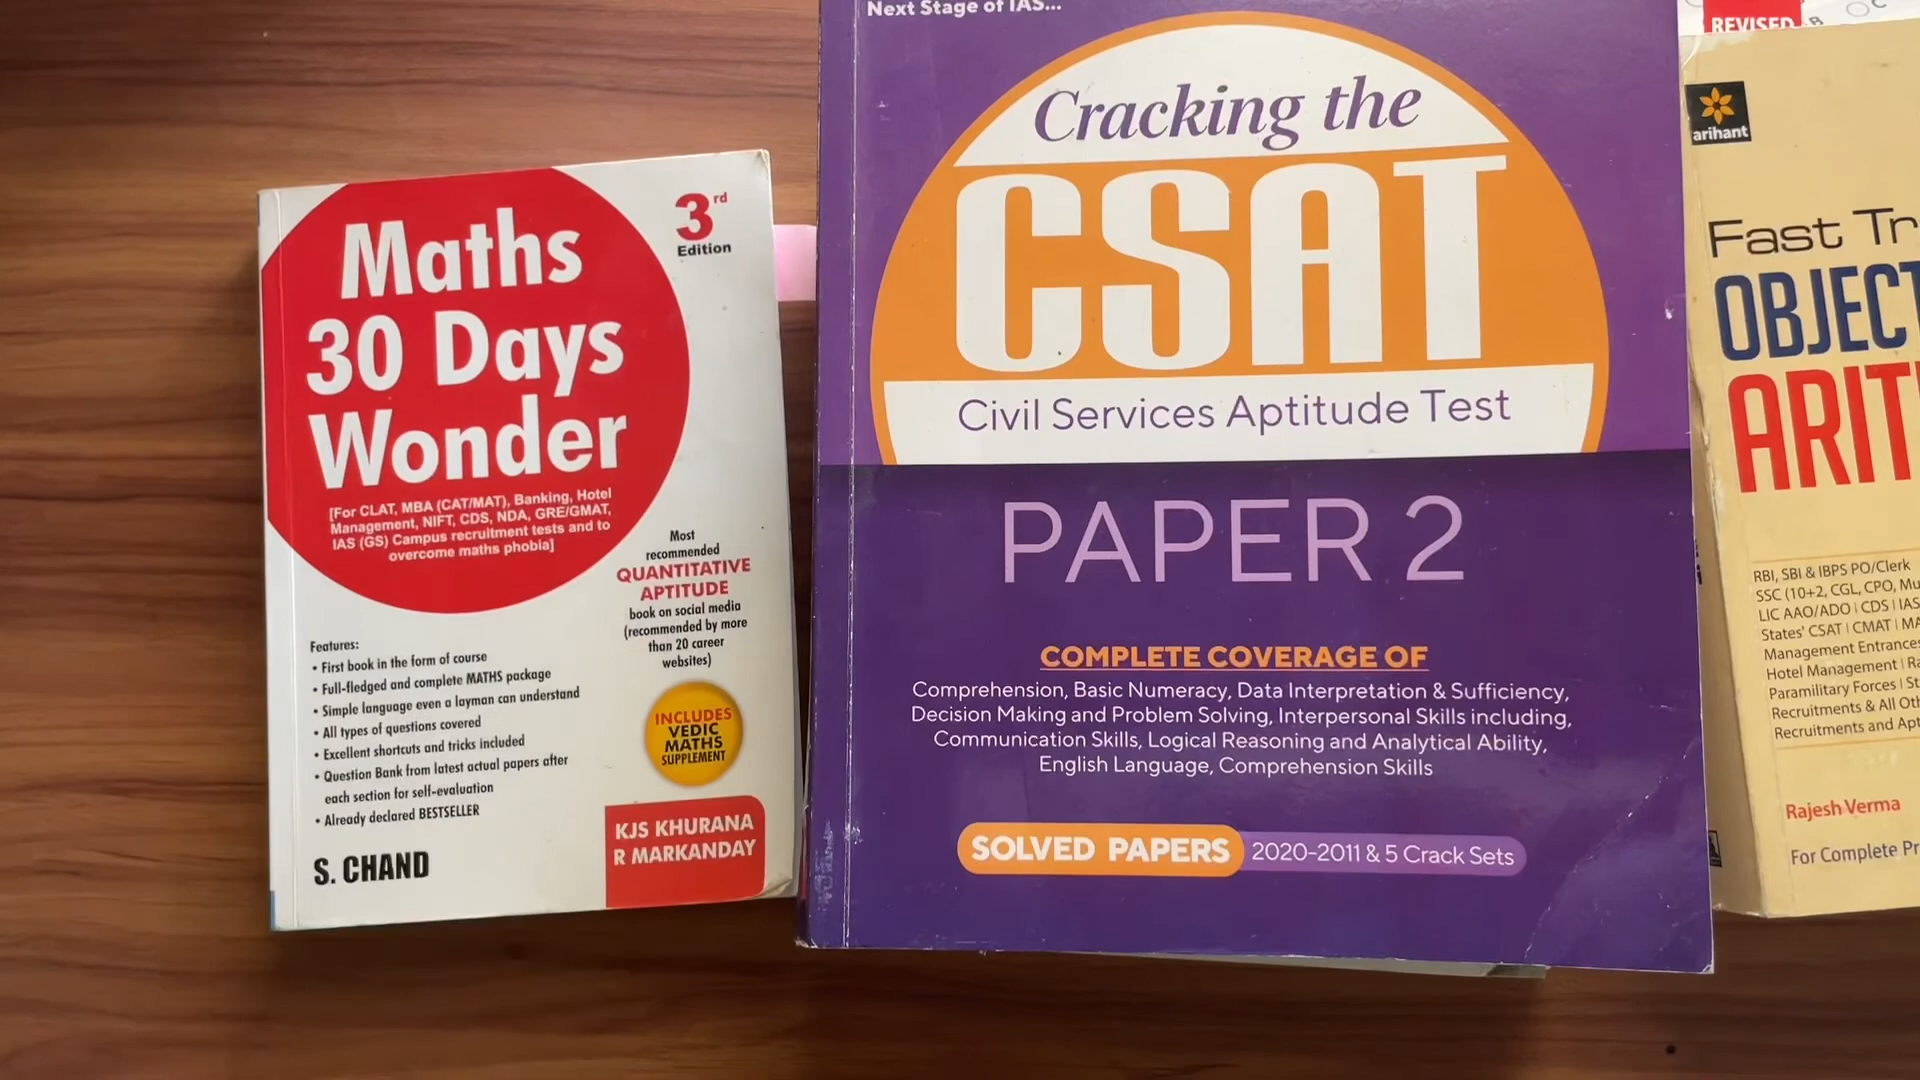 Maths
30 Days
Wonder
3rd
Edition
[For CLAT, MBA (CAT/MAT), Banking, Hotel
Management, NIFT, CDS, NDA, GRE/GMAT,
IAS (GS) Campus recruitment tests and to
overcome maths phobia]
Most
recommended
QUANTITATIVE
APTITUDE
book on social media
(recommended by more
than 20 career
websites)
Features:
• First book in the form of course
• Full-fledged and complete MATHS package
• Simple language even a layman can understand
• All types of questions covered
• Excellent shortcuts and tricks included
• Question Bank from latest actual papers after
each section for self-evaluation
• Already declared BESTSELLER
INCLUDES
VEDIC
MATHS
SUPPLEMENT
KJS KHURANA
R MARKANDAY
S. CHAND
Next Stage of IAS...
Cracking the
CSAT
Civil Services Aptitude Test
PAPER 2
COMPLETE COVERAGE OF
Comprehension, Basic Numeracy, Data Interpretation & Sufficiency,
Decision Making and Problem Solving, Interpersonal Skills including,
Communication Skills, Logical Reasoning and Analytical Ability,
English Language, Comprehension Skills
SOLVED PAPERS 2020-2011 & 5 Crack Sets
REVISED
B C
arihant
Fast Tr
OBJECT
ARIT
RBI, SBI & IBPS PO/Clerk
SSC (10+2, CGL, CPO, Mu
LIC AAO/ADO | CDS | IAS
States' CSAT | CMAT | MA
Management Entrances
Hotel Management | Ra
Paramilitary Forces | St
Recruitments & All Oth
Recruitments and Apt
Rajesh Verma
For Complete Pr